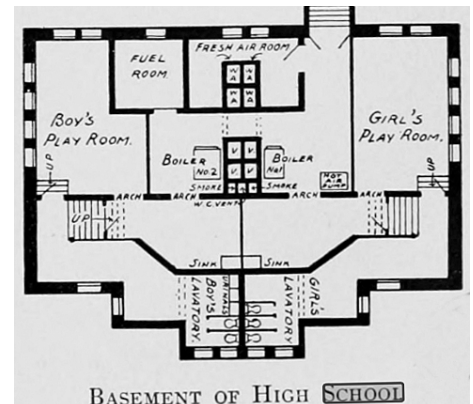 FRESH AIR ROOM
FUEL
ROOM.
W A
W A
W A
W A
BOY'S
PLAY ROOM.
GIRL'S
PLAY ROOM.
BOILER
No.2
V. V.
V. V.
BOILER
No1
HOT
AIR
PUMP
UP
UP
SMOKE
SMOKE
W.C. VENT
ARCH
ARCH
ARCH
ARCH
UP
SINK
SINK
BOY'S
LAVATORY.
URINALS
GIRL'S
LAVATORY
BASEMENT OF HIGH SCHOOL